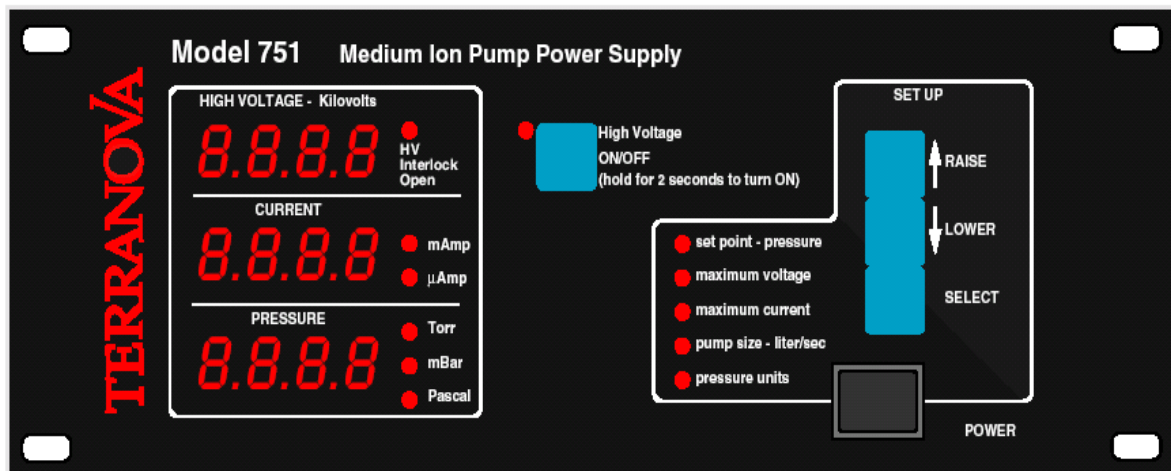 Model 751 Medium Ion Pump Power Supply
TERRANOVA
HIGH VOLTAGE - Kilovolts
8.8.8.8
HV
Interlock
Open
CURRENT
8.8.8.8
mAmp
µAmp
PRESSURE
8.8.8.8
Torr
mBar
Pascal
High Voltage
ON/OFF
(hold for 2 seconds to turn ON)
SET UP
RAISE
LOWER
SELECT
set point - pressure
maximum voltage
maximum current
pump size - liter/sec
pressure units
POWER